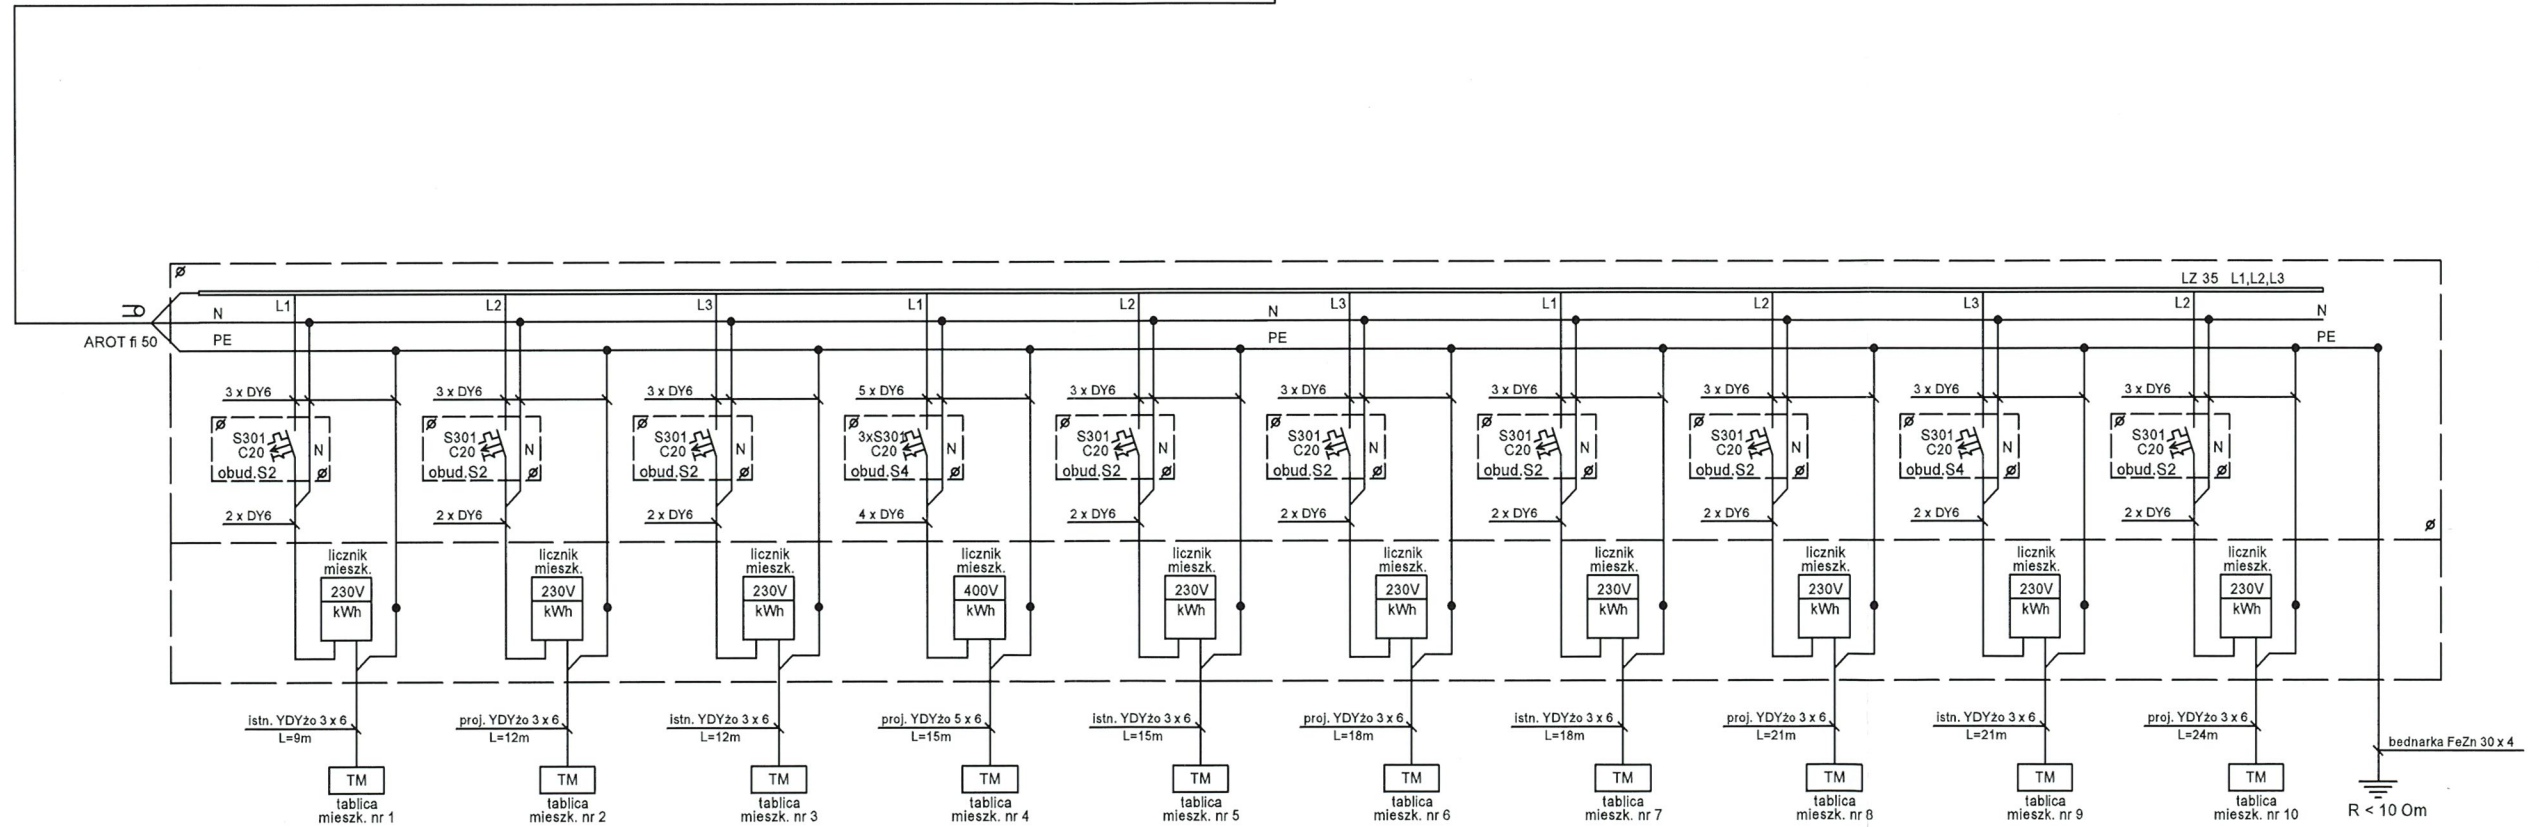 LZ 35 L1,L2,L3
L1 L2 L3 L1 L2 L3 L1 L2 L3 L2
N N N
AROT fi 50
PE PE PE
3 x DY6 3 x DY6 3 x DY6 5 x DY6 3 x DY6 3 x DY6 3 x DY6 3 x DY6 3 x DY6 3 x DY6
S301 S301 S301 3xS301 S301 S301 S301 S301 S301 S301
C20 N C20 N C20 N C20 N C20 N C20 N C20 N C20 N C20 N C20 N
obud.S2 obud.S2 obud.S2 obud.S4 obud.S2 obud.S2 obud.S2 obud.S2 obud.S4 obud.S2
2 x DY6 2 x DY6 2 x DY6 4 x DY6 2 x DY6 2 x DY6 2 x DY6 2 x DY6 2 x DY6 2 x DY6
licznik licznik licznik licznik licznik licznik licznik licznik licznik licznik
mieszk. mieszk. mieszk. mieszk. mieszk. mieszk. mieszk. mieszk. mieszk. mieszk.
230V 230V 230V 400V 230V 230V 230V 230V 230V 230V
kWh kWh kWh kWh kWh kWh kWh kWh kWh kWh
istn. YDYżo 3 x 6 proj. YDYżo 3 x 6 istn. YDYżo 3 x 6 proj. YDYżo 5 x 6 istn. YDYżo 3 x 6 proj. YDYżo 3 x 6 istn. YDYżo 3 x 6 proj. YDYżo 3 x 6 istn. YDYżo 3 x 6 proj. YDYżo 3 x 6
L=9m L=12m L=12m L=15m L=15m L=18m L=18m L=21m L=21m L=24m
bednarka FeZn 30 x 4
TM TM TM TM TM TM TM TM TM TM
tablica tablica tablica tablica tablica tablica tablica tablica tablica tablica
mieszk. nr 1 mieszk. nr 2 mieszk. nr 3 mieszk. nr 4 mieszk. nr 5 mieszk. nr 6 mieszk. nr 7 mieszk. nr 8 mieszk. nr 9 mieszk. nr 10
R < 10 Om